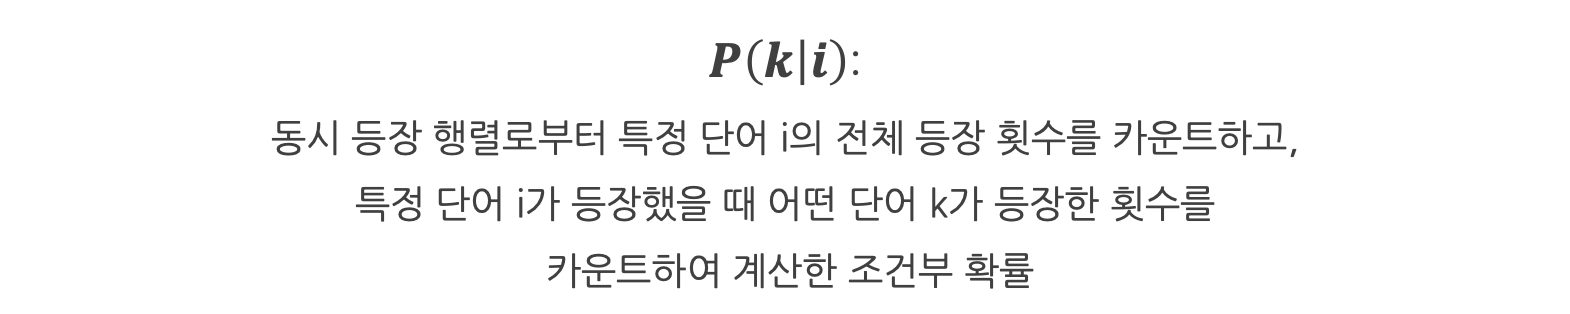 P(k|i):
동시 등장 행렬로부터 특정 단어 i의 전체 등장 횟수를 카운트하고,
특정 단어 i가 등장했을 때 어떤 단어 k가 등장한 횟수를
카운트하여 계산한 조건부 확률